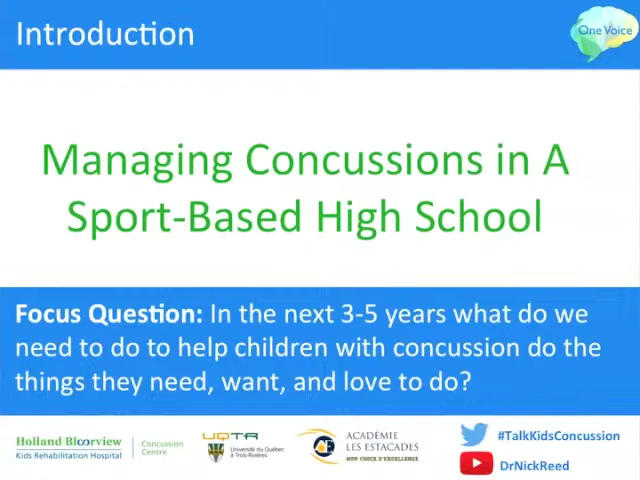 Introduction
One Voice
Managing Concussions in A
Sport-Based High School
Focus Question: In the next 3-5 years what do we
need to do to help children with concussion do the
things they need, want, and love to do?
Holland Bloorview
Kids Rehabilitation Hospital
Concussion
Centre
UQTR
Université du Québec
à Trois-Rivières
ACADÉMIE
LES ESTACADES
MON CHOIX D'EXCELLENCE
#TalkKidsConcussion
DrNickReed